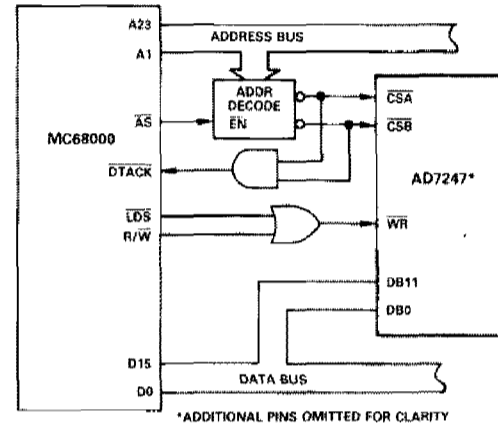 A23
ADDRESS BUS
A1
ADDR
DECODE
EN
AS
CSA
CSB
MC68000
DTACK
AD7247*
LDS
R/W
WR
DB11
DB0
D15
DATA BUS
D0
*ADDITIONAL PINS OMITTED FOR CLARITY